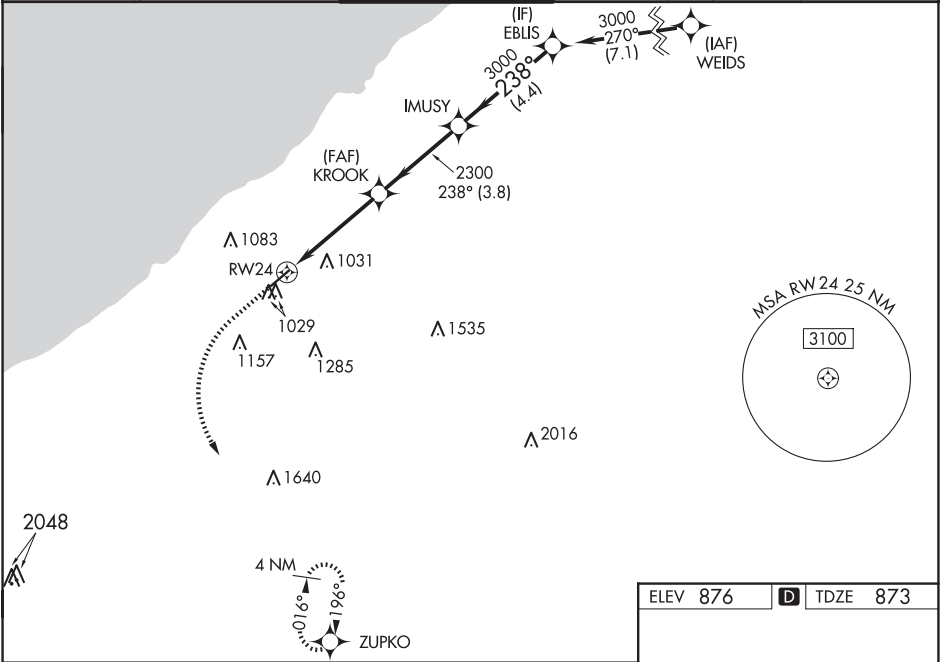 (IF)
EBLIS
3000
270°
(7.1)
(IAF)
WEIDS
3000
238°
(4.4)
IMUSY
(FAF)
KROOK
2300
238° (3.8)
1083
RW24
1031
1029
1157
1285
1535
MSA RW24 25 NM
3100
2016
1640
2048
4 NM
016°
196°
ZUPKO
ELEV 876 D TDZE 873